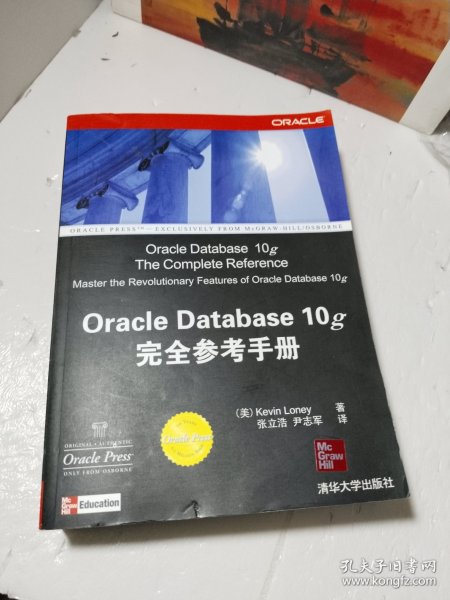 ORACLE
ORACLE PRESS™—EXCLUSIVELY FROM McGRAW-HILL/OSBORNE
Oracle Database 10g
The Complete Reference
Master the Revolutionary Features of Oracle Database 10g
Oracle Database 10g
完全参考手册
(美) Kevin Loney 著
张立浩 尹志军 译
ORIGINAL • AUTHENTIC
Oracle Press
ONLY FROM OSBORNE
Oracle Press
Mc
Graw
Hill
Mc
Graw
Hill
Education
清华大学出版社
孔夫子旧书网
www.kongfz.com